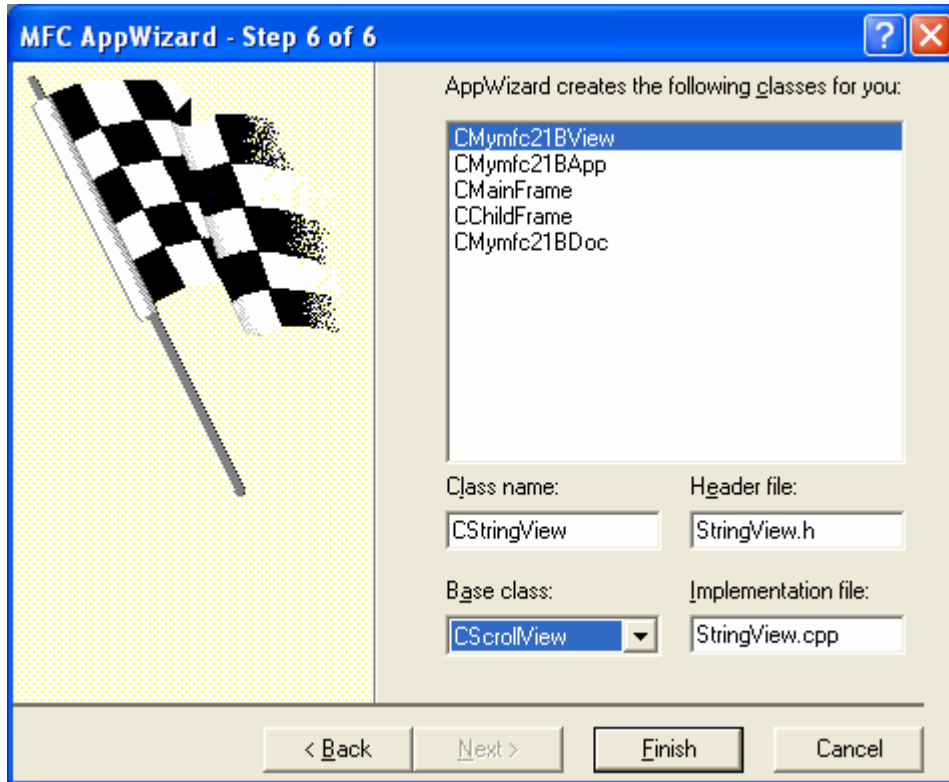 MFC AppWizard - Step 6 of 6
AppWizard creates the following classes for you:
CMymfc21BView
CMymfc21BApp
CMainFrame
CChildFrame
CMymfc21BDoc
Class name:
Header file:
CStringView
StringView.h
Base class:
Implementation file:
CScrollView
StringView.cpp
< Back
Next >
Finish
Cancel